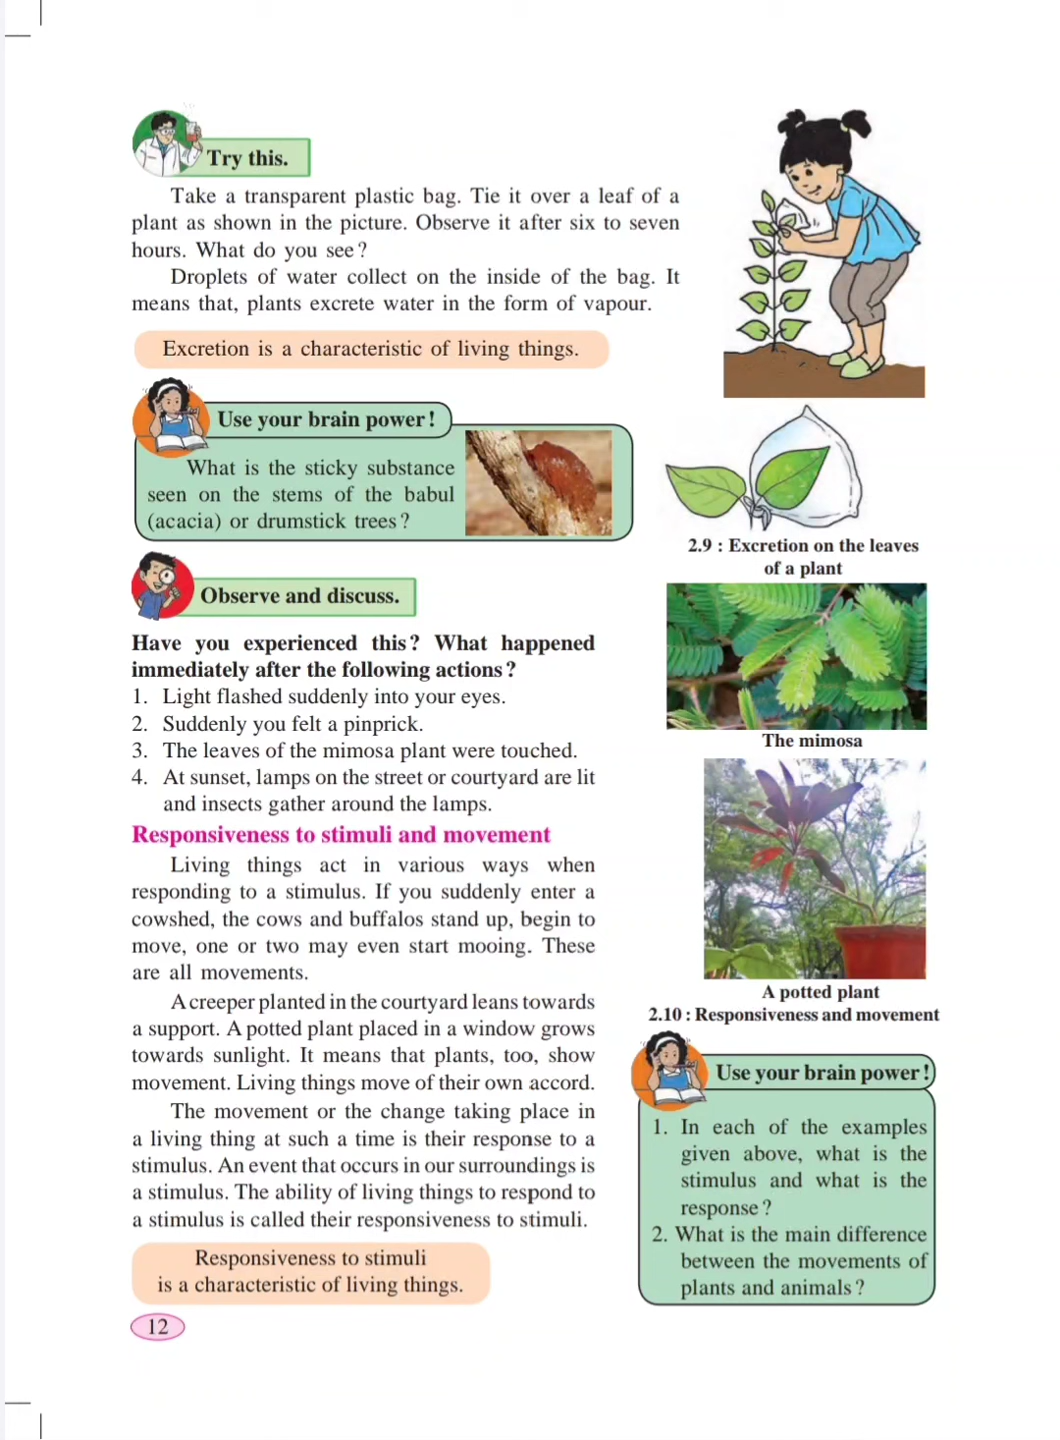 Try this.
Take a transparent plastic bag. Tie it over a leaf of a
plant as shown in the picture. Observe it after six to seven
hours. What do you see?
Droplets of water collect on the inside of the bag. It
means that, plants excrete water in the form of vapour.
Excretion is a characteristic of living things.
Use your brain power!
What is the sticky substance
seen on the stems of the babul
(acacia) or drumstick trees?
2.9 : Excretion on the leaves
of a plant
Observe and discuss.
Have you experienced this? What happened
immediately after the following actions?
1. Light flashed suddenly into your eyes.
2. Suddenly you felt a pinprick.
3. The leaves of the mimosa plant were touched.
4. At sunset, lamps on the street or courtyard are lit
and insects gather around the lamps.
The mimosa
Responsiveness to stimuli and movement
Living things act in various ways when
responding to a stimulus. If you suddenly enter a
cowshed, the cows and buffalos stand up, begin to
move, one or two may even start mooing. These
are all movements.
A creeper planted in the courtyard leans towards
a support. A potted plant placed in a window grows
towards sunlight. It means that plants, too, show
movement. Living things move of their own accord.
The movement or the change taking place in
a living thing at such a time is their response to a
stimulus. An event that occurs in our surroundings is
a stimulus. The ability of living things to respond to
a stimulus is called their responsiveness to stimuli.
Responsiveness to stimuli
is a characteristic of living things.
A potted plant
2.10 : Responsiveness and movement
Use your brain power!
1. In each of the examples
given above, what is the
stimulus and what is the
response?
2. What is the main difference
between the movements of
plants and animals?
12